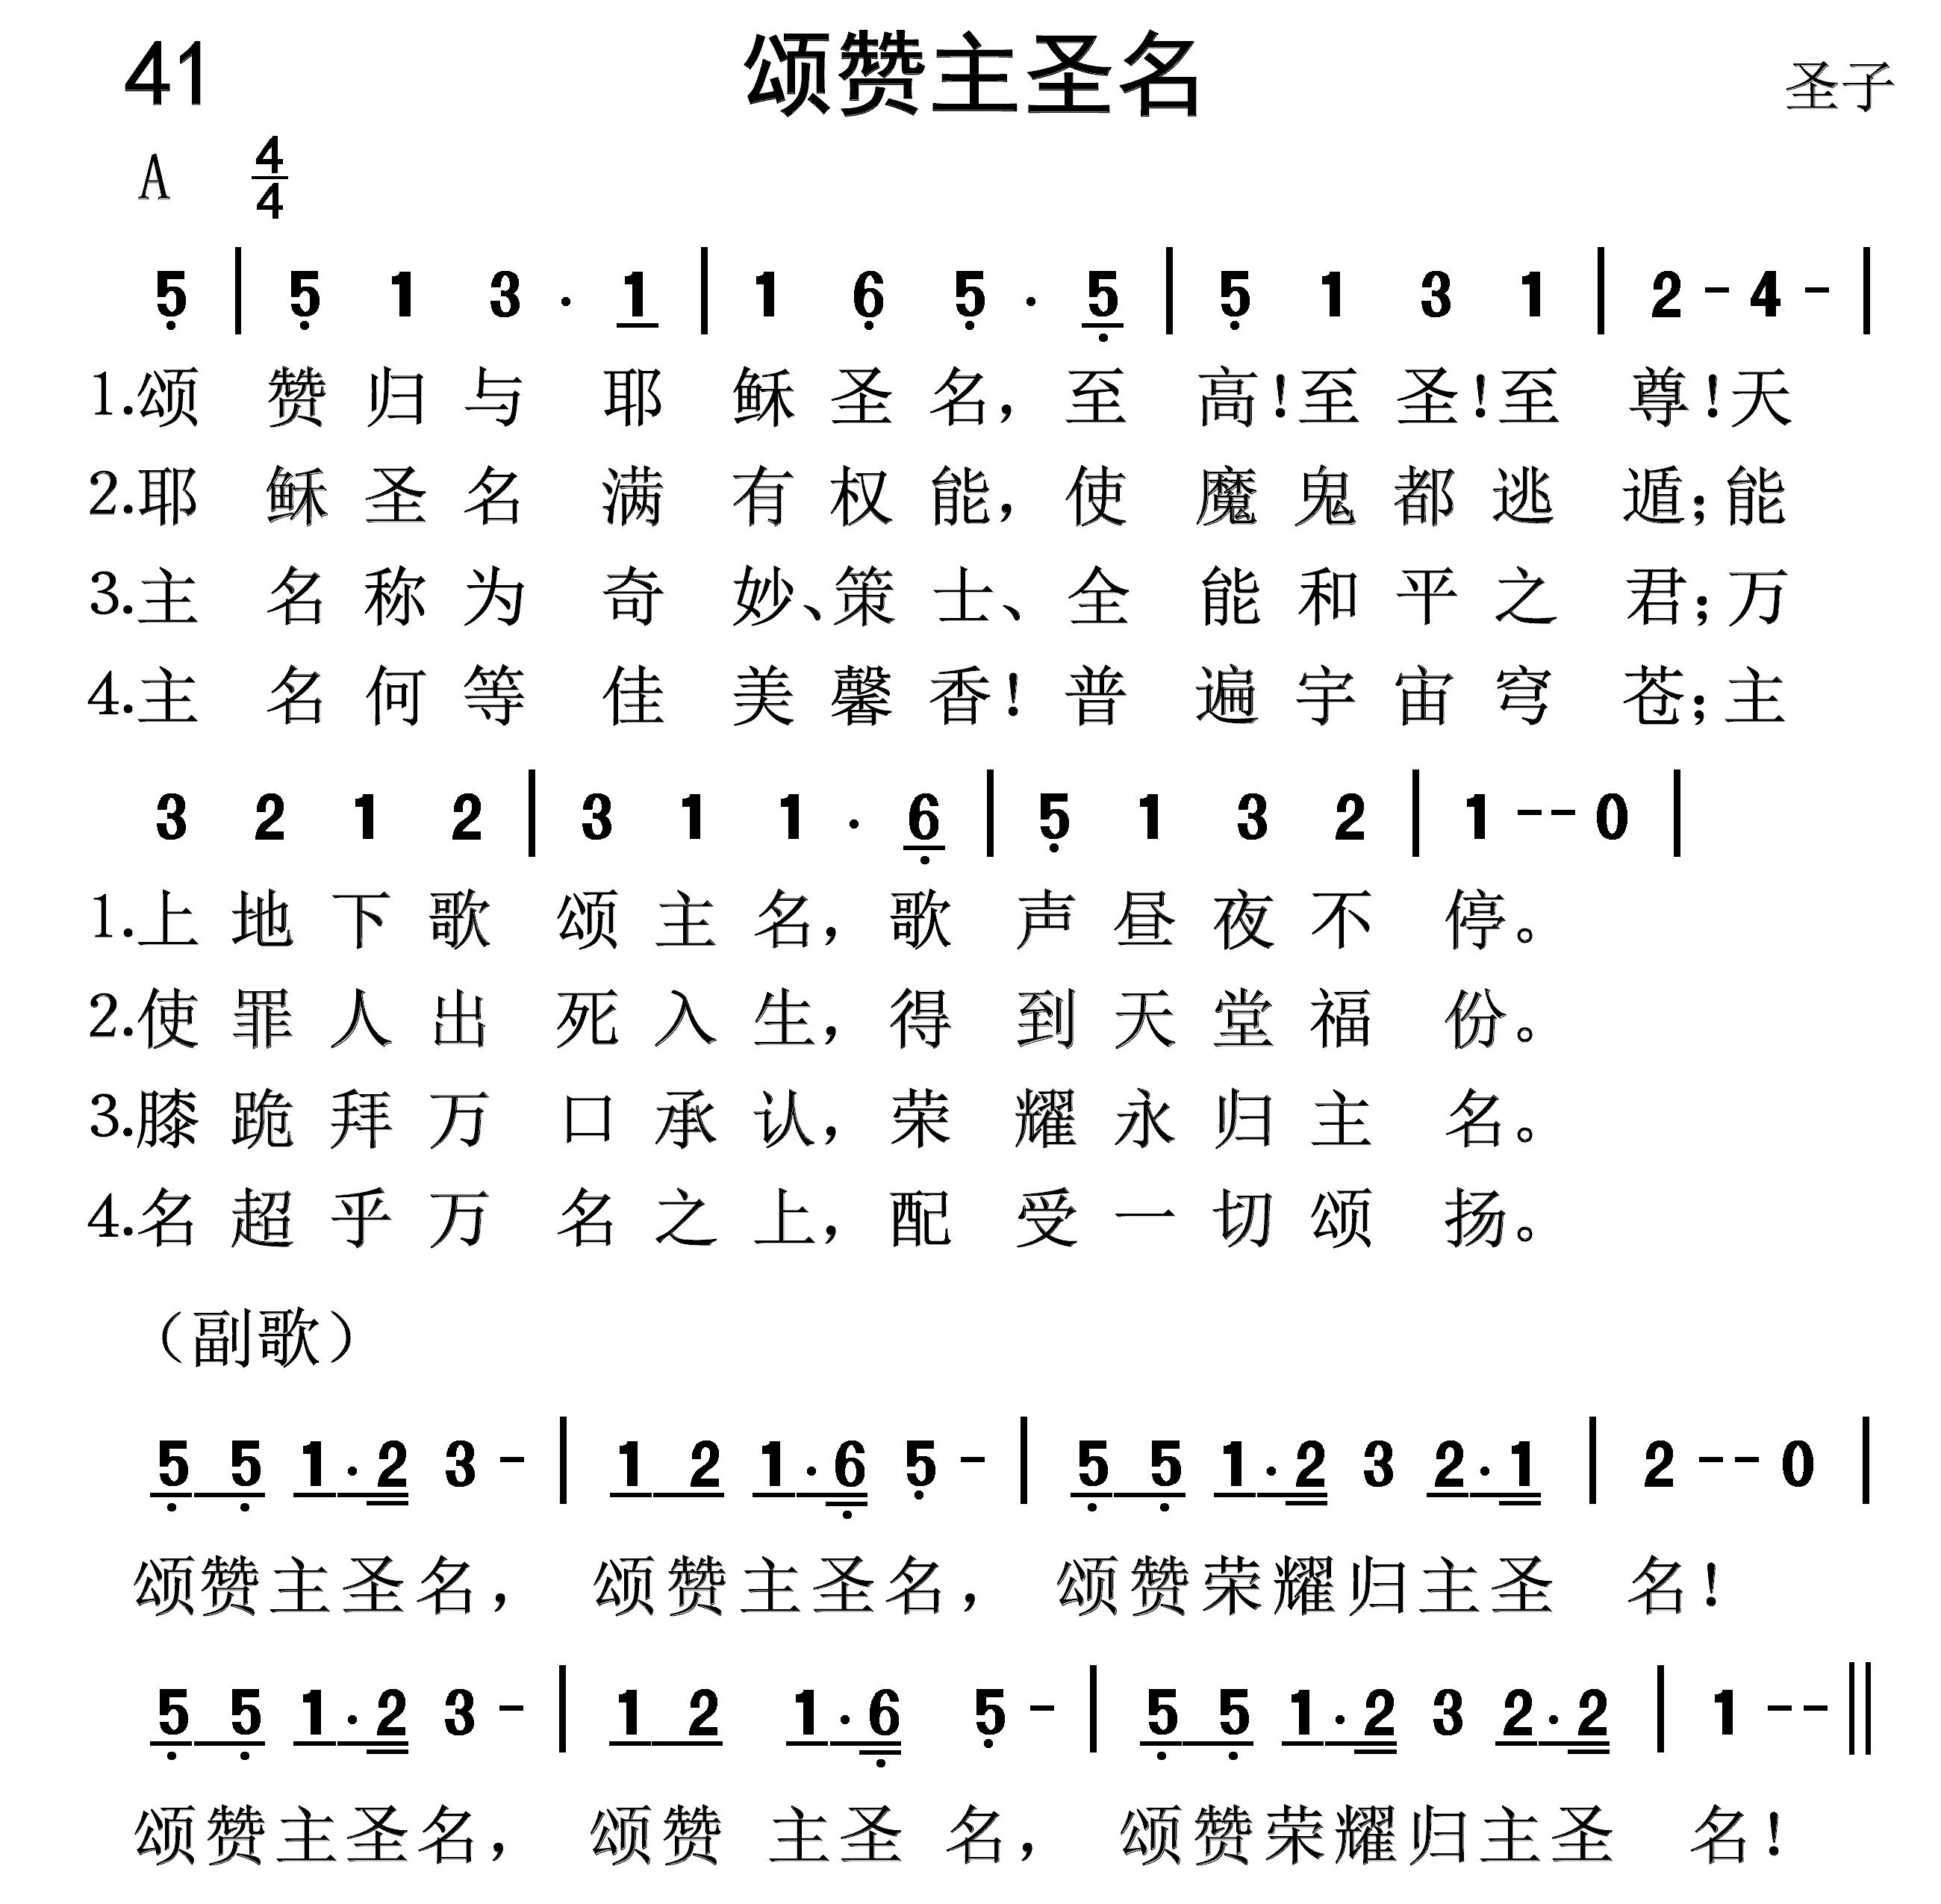 41 颂赞主圣名 圣子
A 4/4
5̣ | 5̣ 1 3 · 1 | 1 6̣ 5̣ · 5̣ | 5̣ 1 3 1 | 2 - 4 - |
1.颂 赞 归 与 耶 稣 圣 名，至 高！至 圣！至 尊！天
2.耶 稣 圣 名 满 有 权 能，使 魔 鬼 都 逃 遁；能
3.主 名 称 为 奇 妙、策 士、全 能 和 平 之 君；万
4.主 名 何 等 佳 美 馨 香！普 遍 宇 宙 穹 苍；主
3 2 1 2 | 3 1 1 · 6̣ | 5̣ 1 3 2 | 1 - - 0 |
1.上 地 下 歌 颂 主 名，歌 声 昼 夜 不 停。
2.使 罪 人 出 死 入 生，得 到 天 堂 福 份。
3.膝 跪 拜 万 口 承 认，荣 耀 永 归 主 名。
4.名 超 乎 万 名 之 上，配 受 一 切 颂 扬。
（副歌）
5̣ 5̣ 1 · 2 3 - | 1 2 1 · 6̣ 5̣ - | 5̣ 5̣ 1 · 2 3 2 · 1 | 2 - - 0 |
颂赞主圣名， 颂赞主圣名， 颂赞荣耀归主圣 名！
5̣ 5̣ 1 · 2 3 - | 1 2 1 · 6̣ 5̣ - | 5̣ 5̣ 1 · 2 3 2 · 2 | 1 - - ‖
颂赞主圣名， 颂赞 主圣 名， 颂赞荣耀归主圣 名！